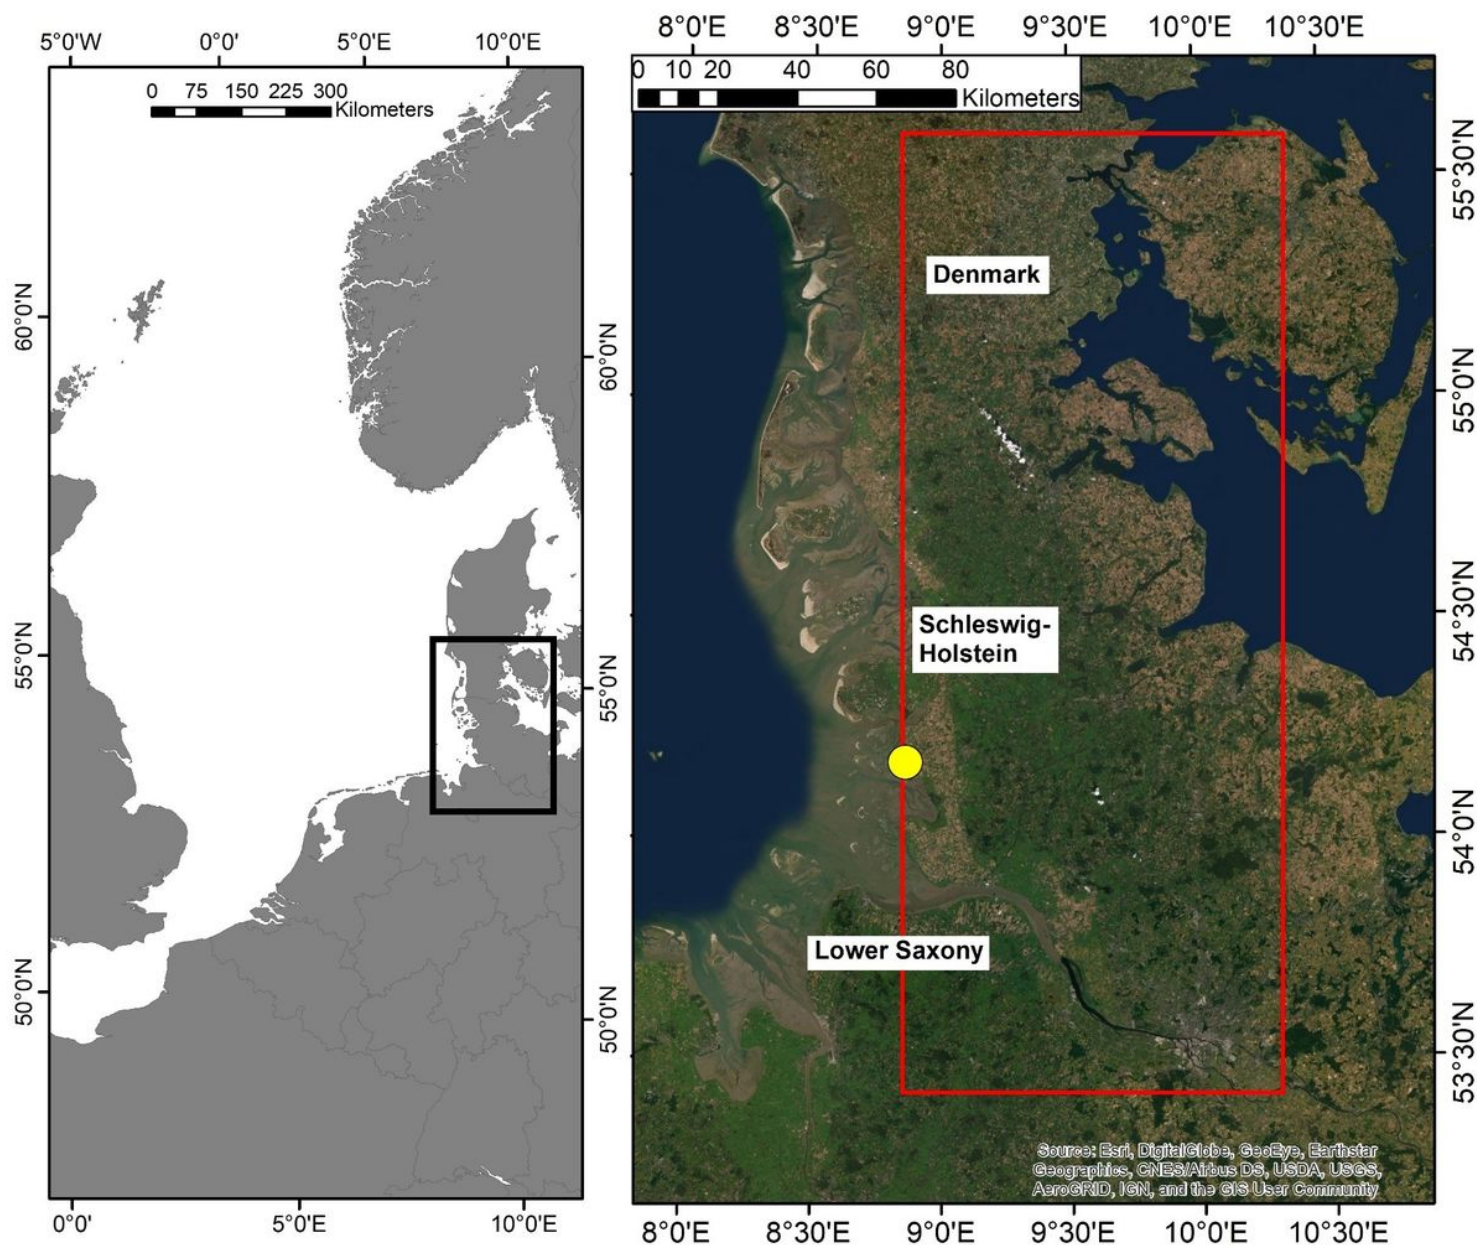 5°0'W 0°0' 5°0'E 10°0'E
0 75 150 225 300
Kilometers
60°0'N
55°0'N
50°0'N
60°0'N
55°0'N
50°0'N
0°0' 5°0'E 10°0'E
8°0'E 8°30'E 9°0'E 9°30'E 10°0'E 10°30'E
0 10 20 40 60 80
Kilometers
Denmark
Schleswig-
Holstein
Lower Saxony
55°30'N
55°0'N
54°30'N
54°0'N
53°30'N
Source: Esri, DigitalGlobe, GeoEye, Earthstar
Geographics, CNES/Airbus DS, USDA, USGS,
AeroGRID, IGN, and the GIS User Community
8°0'E 8°30'E 9°0'E 9°30'E 10°0'E 10°30'E